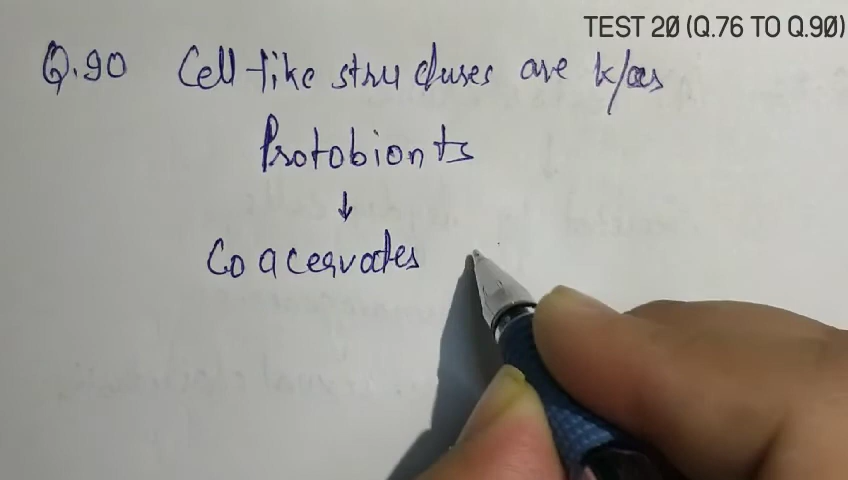 TEST 20 (Q.76 TO Q.90)
Q.90 Cell-like structures are k/as
Protobionts
↓
Coacervates